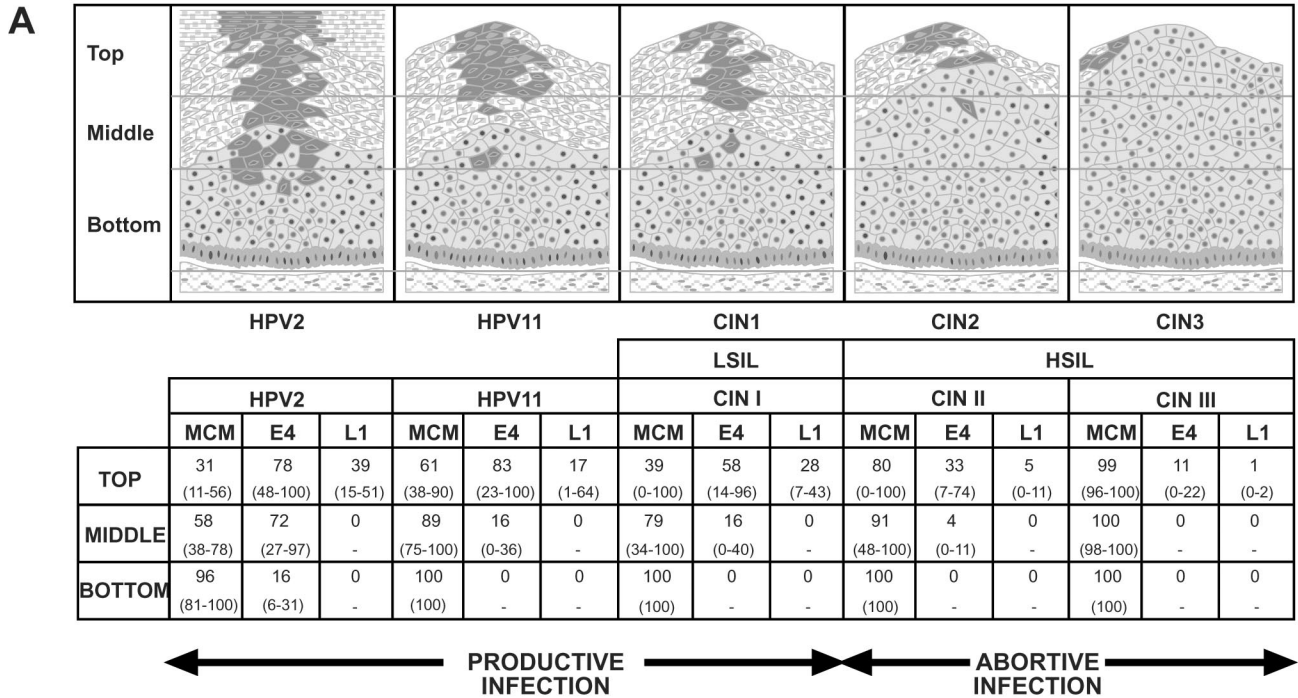 A
Top
Middle
Bottom
HPV2 HPV11 CIN1 CIN2 CIN3
LSIL HSIL
HPV2 HPV11 CIN I CIN II CIN III
MCM E4 L1 MCM E4 L1 MCM E4 L1 MCM E4 L1 MCM E4 L1
TOP
31 78 39 61 83 17 39 58 28 80 33 5 99 11 1
(11-56) (48-100) (15-51) (38-90) (23-100) (1-64) (0-100) (14-96) (7-43) (0-100) (7-74) (0-11) (96-100) (0-22) (0-2)
MIDDLE
58 72 0 89 16 0 79 16 0 91 4 0 100 0 0
(38-78) (27-97) - (75-100) (0-36) - (34-100) (0-40) - (48-100) (0-11) - (98-100) - -
BOTTOM
96 16 0 100 0 0 100 0 0 100 0 0 100 0 0
(81-100) (6-31) - (100) - - (100) - - (100) - - (100) - -
PRODUCTIVE INFECTION
ABORTIVE INFECTION